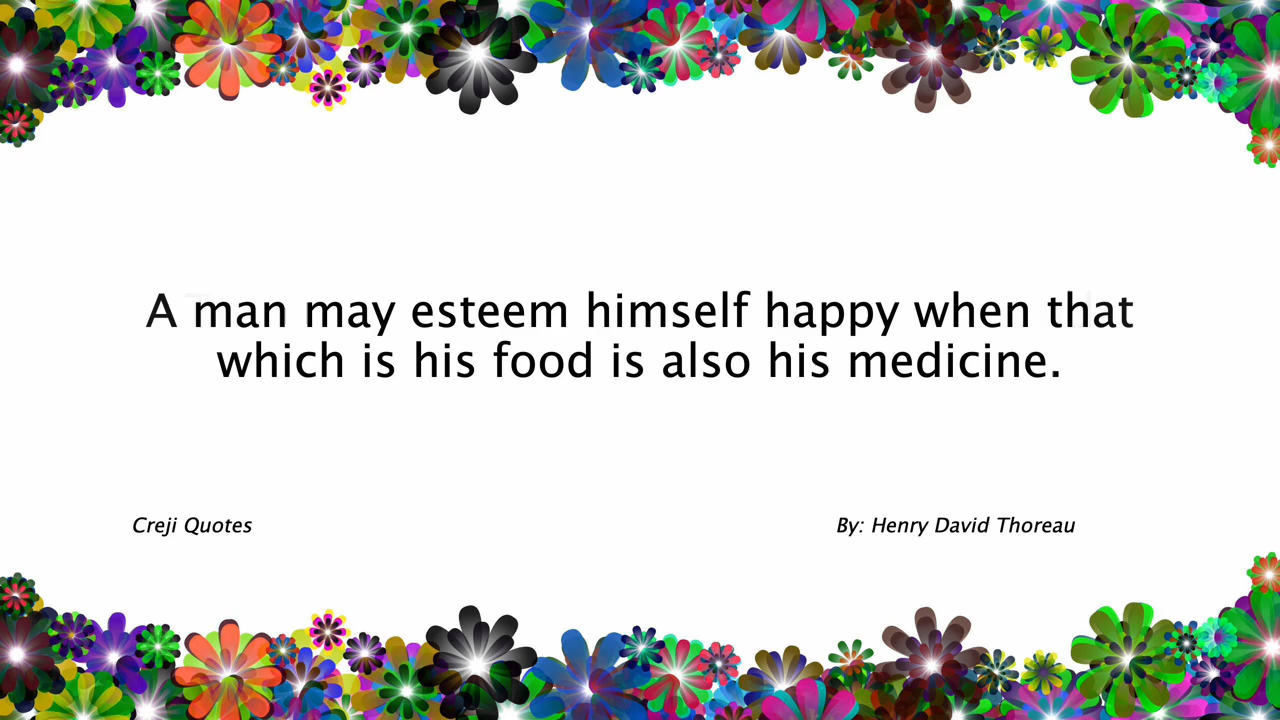 A man may esteem himself happy when that
which is his food is also his medicine.
Creji Quotes
By: Henry David Thoreau